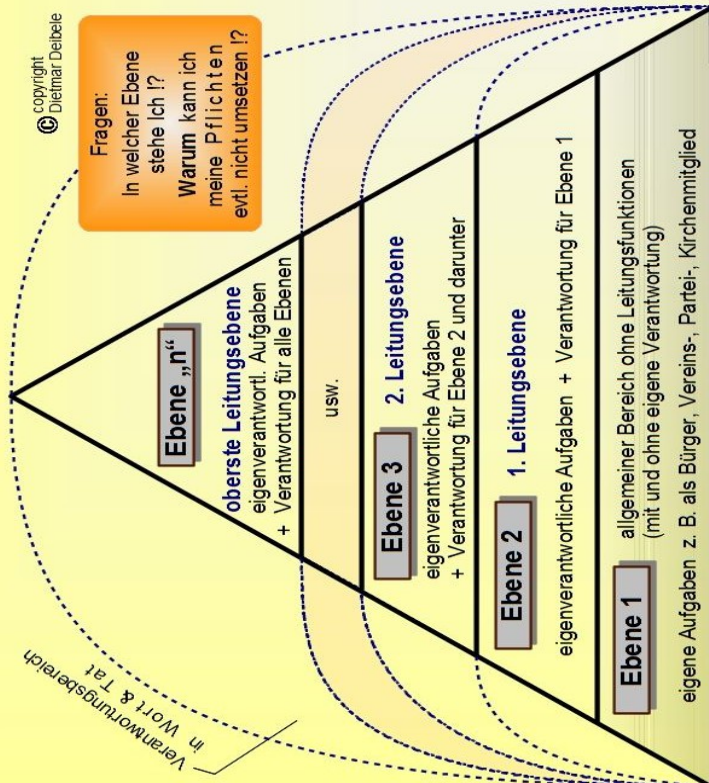 © copyright
Dietmar Deibele
Fragen:
In welcher Ebene
stehe Ich !?
Warum kann ich
meine Pflichten
evtl. nicht umsetzen !?
Verantwortungsbereich
in Wort & Tat
Ebene „n“
oberste Leitungsebene
eigenverantwortl. Aufgaben
+ Verantwortung für alle Ebenen
usw.
Ebene 3 2. Leitungsebene
eigenverantwortliche Aufgaben
+ Verantwortung für Ebene 2 und darunter
Ebene 2 1. Leitungsebene
eigenverantwortliche Aufgaben + Verantwortung für Ebene 1
Ebene 1 allgemeiner Bereich ohne Leitungsfunktionen
(mit und ohne eigene Verantwortung)
eigene Aufgaben z. B. als Bürger, Vereins-, Partei-, Kirchenmitglied